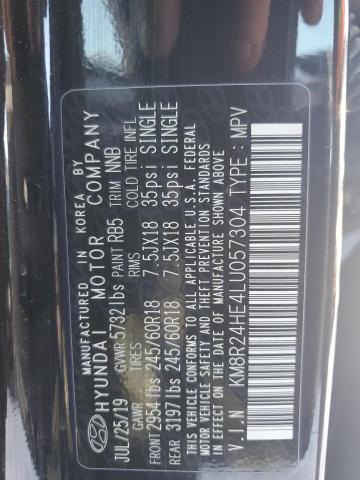 MANUFACTURED IN KOREA BY
HYUNDAI MOTOR COMPANY
JUL/25/19 GVWR 5732 lbs PAINT RB5 TRIM NNB
GAWR TIRES RIMS COLD TIRE INFL.
FRONT 2954 lbs 245/60R18 7.5JX18 35psi SINGLE
REAR 3197 lbs 245/60R18 7.5JX18 35psi SINGLE
THIS VEHICLE CONFORMS TO ALL APPLICABLE U.S.A. FEDERAL
MOTOR VEHICLE SAFETY AND THEFT PREVENTION STANDARDS
IN EFFECT ON THE DATE OF MANUFACTURE SHOWN ABOVE.
V.I.N : KM8R24HE4LU057304 TYPE : MPV